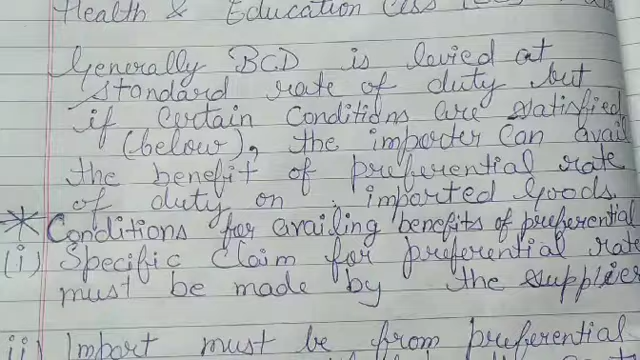 Health & Education Cess
Generally BCD is levied at
standard rate of duty but
if certain conditions are satisfied
(below), the importer can avail
the benefit of preferential rate
of duty on imported goods.
* Conditions for availing benefits of preferential
(i) Specific Claim for preferential rate
must be made by the supplier
ii) Import must be from preferential